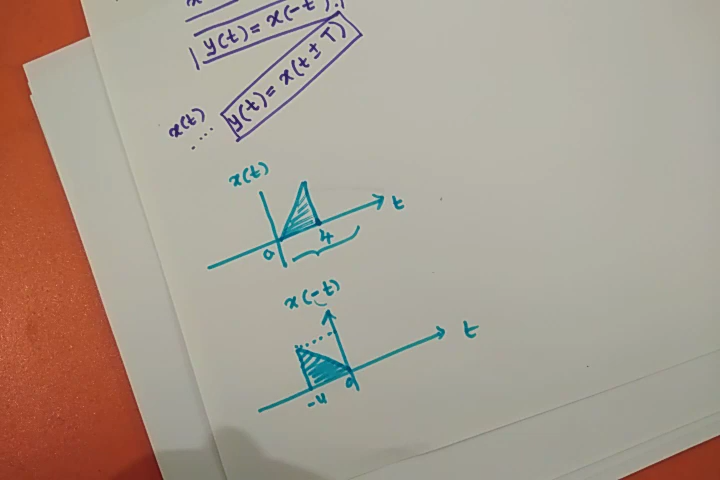 x
y(t) = x(-t).
y(t) = x(t ± T)
x(t)
....
x(t)
t
0
4
x(-t)
t
-4
0